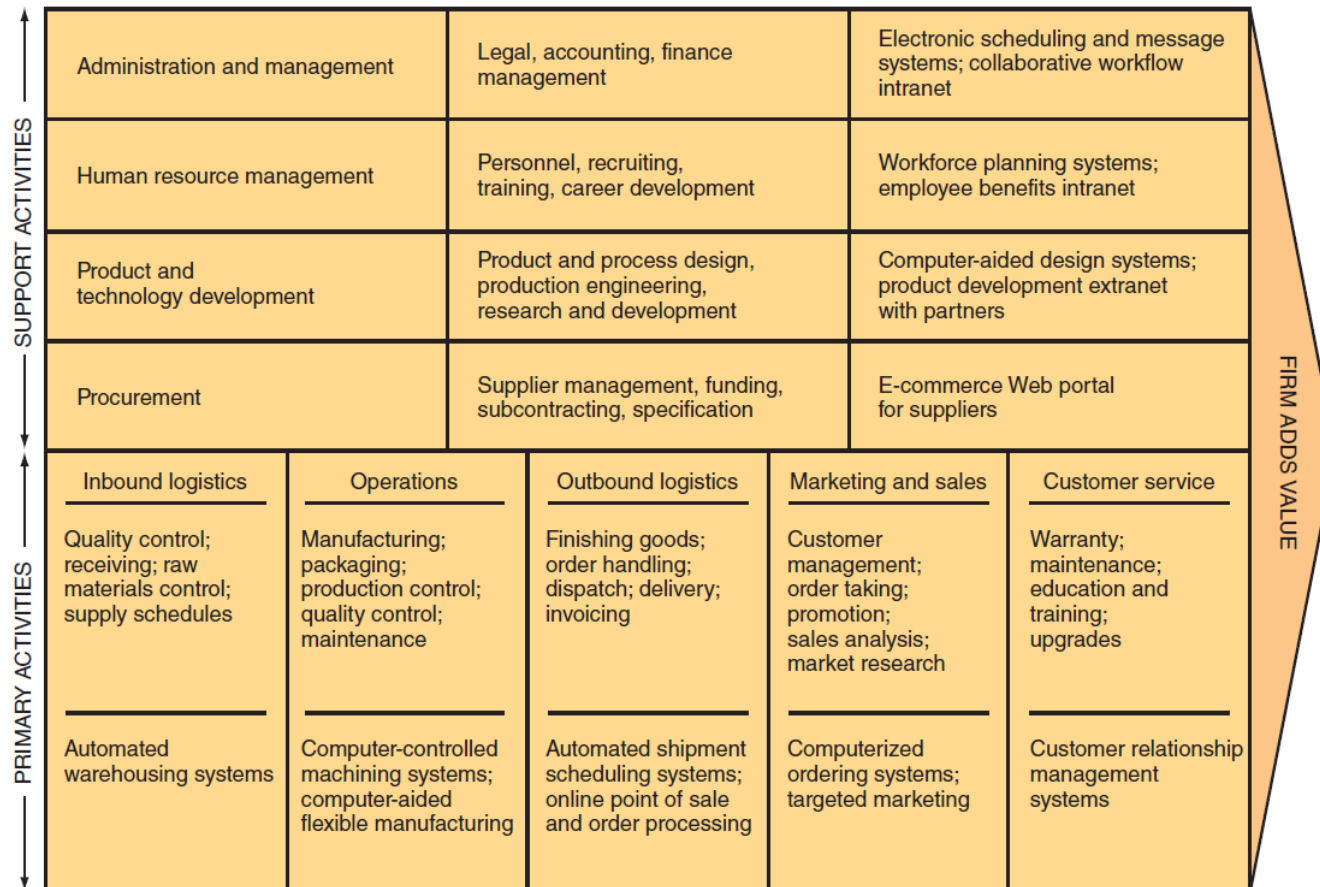 SUPPORT ACTIVITIES
Administration and management
Legal, accounting, finance
management
Electronic scheduling and message
systems; collaborative workflow
intranet
Human resource management
Personnel, recruiting,
training, career development
Workforce planning systems;
employee benefits intranet
Product and
technology development
Product and process design,
production engineering,
research and development
Computer-aided design systems;
product development extranet
with partners
Procurement
Supplier management, funding,
subcontracting, specification
E-commerce Web portal
for suppliers
PRIMARY ACTIVITIES
Inbound logistics
Quality control;
receiving; raw
materials control;
supply schedules
Automated
warehousing systems
Operations
Manufacturing;
packaging;
production control;
quality control;
maintenance
Computer-controlled
machining systems;
computer-aided
flexible manufacturing
Outbound logistics
Finishing goods;
order handling;
dispatch; delivery;
invoicing
Automated shipment
scheduling systems;
online point of sale
and order processing
Marketing and sales
Customer
management;
order taking;
promotion;
sales analysis;
market research
Computerized
ordering systems;
targeted marketing
Customer service
Warranty;
maintenance;
education and
training;
upgrades
Customer relationship
management
systems
FIRM ADDS VALUE